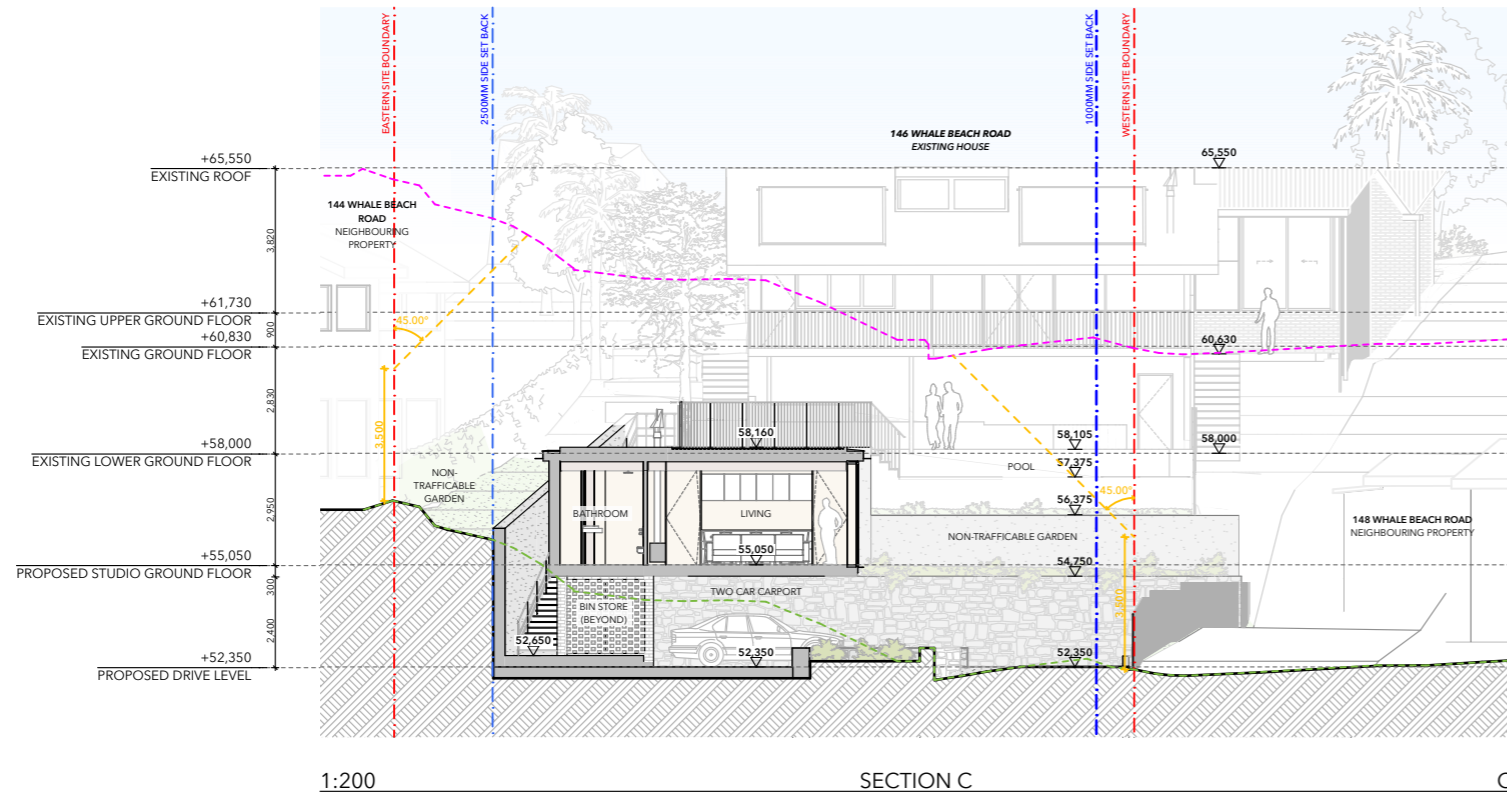 EASTERN SITE BOUNDARY
2500MM SIDE SET BACK
1000MM SIDE SET BACK
WESTERN SITE BOUNDARY
146 WHALE BEACH ROAD
EXISTING HOUSE
+65,550
EXISTING ROOF
65,550
144 WHALE BEACH
ROAD
NEIGHBOURING
PROPERTY
3,820
+61,730
EXISTING UPPER GROUND FLOOR
900
45.00°
+60,830
EXISTING GROUND FLOOR
60,630
2,830
3,500
58,160
58,105
58,000
+58,000
EXISTING LOWER GROUND FLOOR
NON-
TRAFFICABLE
GARDEN
POOL
57,375
45.00°
56,375
2,950
BATHROOM
LIVING
NON-TRAFFICABLE GARDEN
148 WHALE BEACH ROAD
NEIGHBOURING PROPERTY
55,050
+55,050
PROPOSED STUDIO GROUND FLOOR
54,750
300
TWO CAR CARPORT
BIN STORE
(BEYOND)
3,500
2,400
52,650
52,350
52,350
+52,350
PROPOSED DRIVE LEVEL
1:200
SECTION C